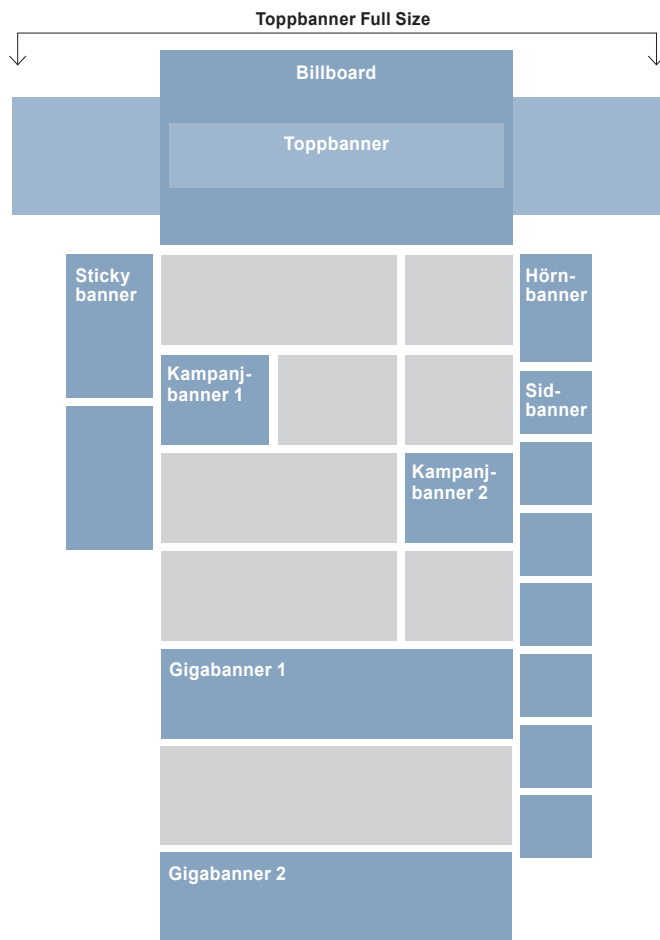 Toppbanner Full Size
Billboard
Toppbanner
Sticky
banner
Hörn-
banner
Kampanj-
banner 1
Sid-
banner
Kampanj-
banner 2
Gigabanner 1
Gigabanner 2